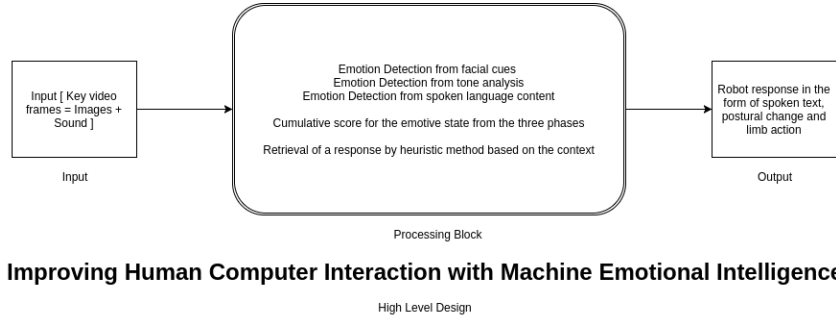 Input [ Key video
frames = Images +
Sound ]
Input
Emotion Detection from facial cues
Emotion Detection from tone analysis
Emotion Detection from spoken language content
Cumulative score for the emotive state from the three phases
Retrieval of a response by heuristic method based on the context
Processing Block
Robot response in the
form of spoken text,
postural change and
limb action
Output
Improving Human Computer Interaction with Machine Emotional Intelligence
High Level Design